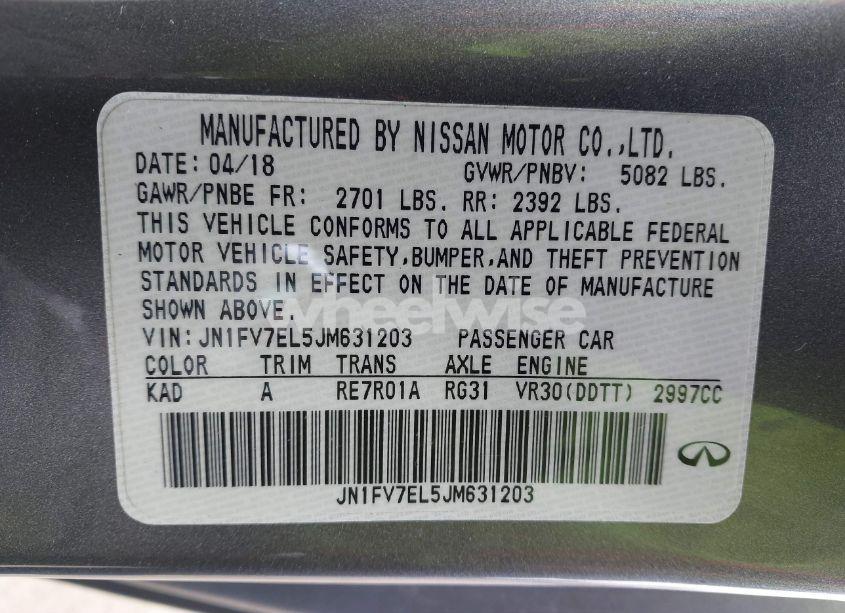 MANUFACTURED BY NISSAN MOTOR CO.,LTD.
DATE: 04/18 GVWR/PNBV: 5082 LBS.
GAWR/PNBE FR: 2701 LBS. RR: 2392 LBS.
THIS VEHICLE CONFORMS TO ALL APPLICABLE FEDERAL
MOTOR VEHICLE SAFETY,BUMPER,AND THEFT PREVENTION
STANDARDS IN EFFECT ON THE DATE OF MANUFACTURE
SHOWN ABOVE.
wheelwise
VIN:JN1FV7EL5JM631203 PASSENGER CAR
COLOR TRIM TRANS AXLE ENGINE
KAD A RE7R01A RG31 VR30(DDTT) 2997CC
JN1FV7EL5JM631203